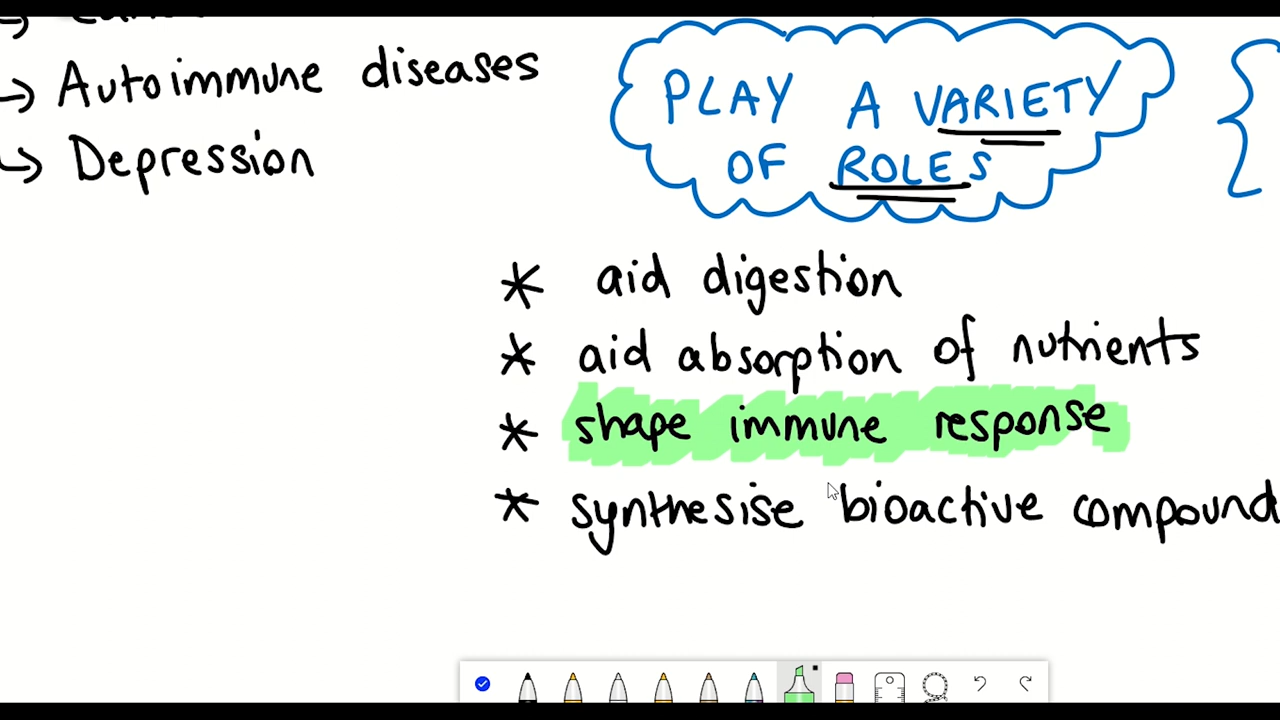 Autoimmune diseases
Depression
PLAY A VARIETY
OF ROLES
* aid digestion
* aid absorption of nutrients
* shape immune response
* synthesise bioactive compound